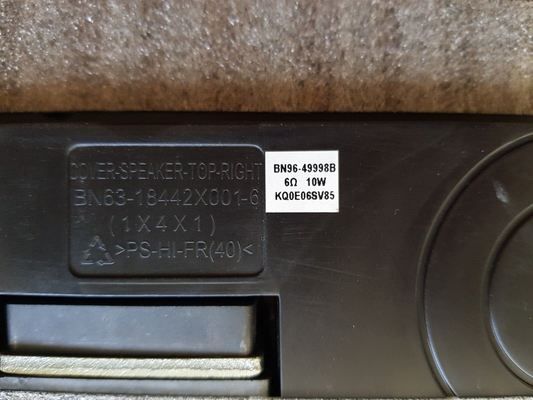 COVER-SPEAKER-TOP-RIGHT
BN63-18442X001-6
(1X4X1)
>PS-HI-FR(40)<
BN96-49998B
6Ω 10W
KQ0E06SV85